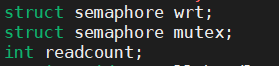 struct semaphore wrt;
struct semaphore mutex;
int readcount;